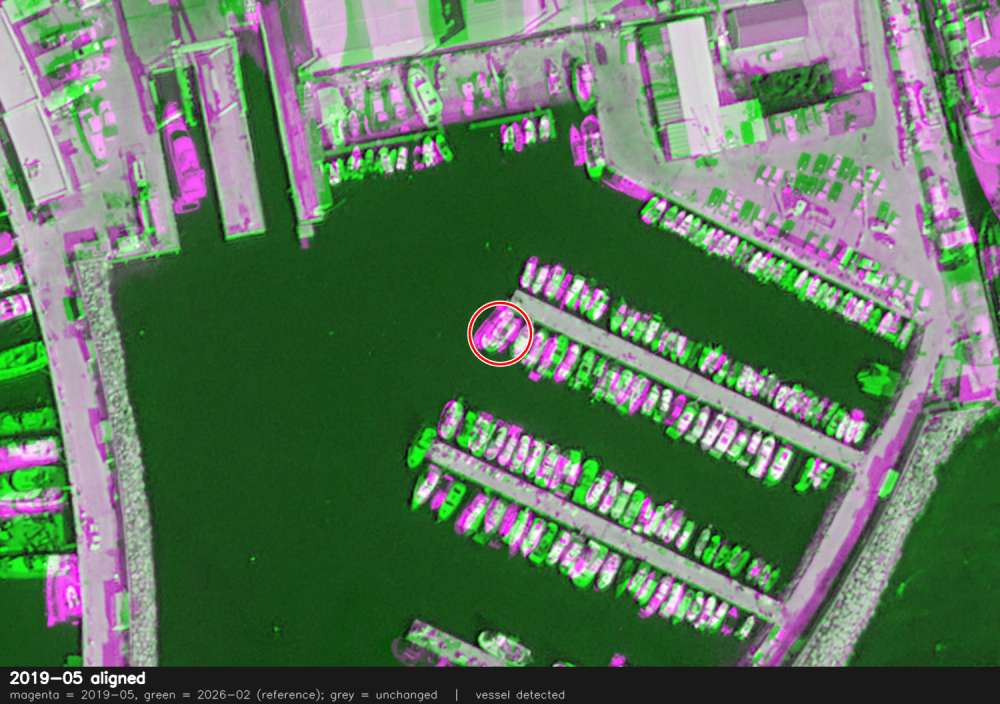 2019-05 aligned
magenta = 2019-05, green = 2026-02 (reference); grey = unchanged | vessel detected